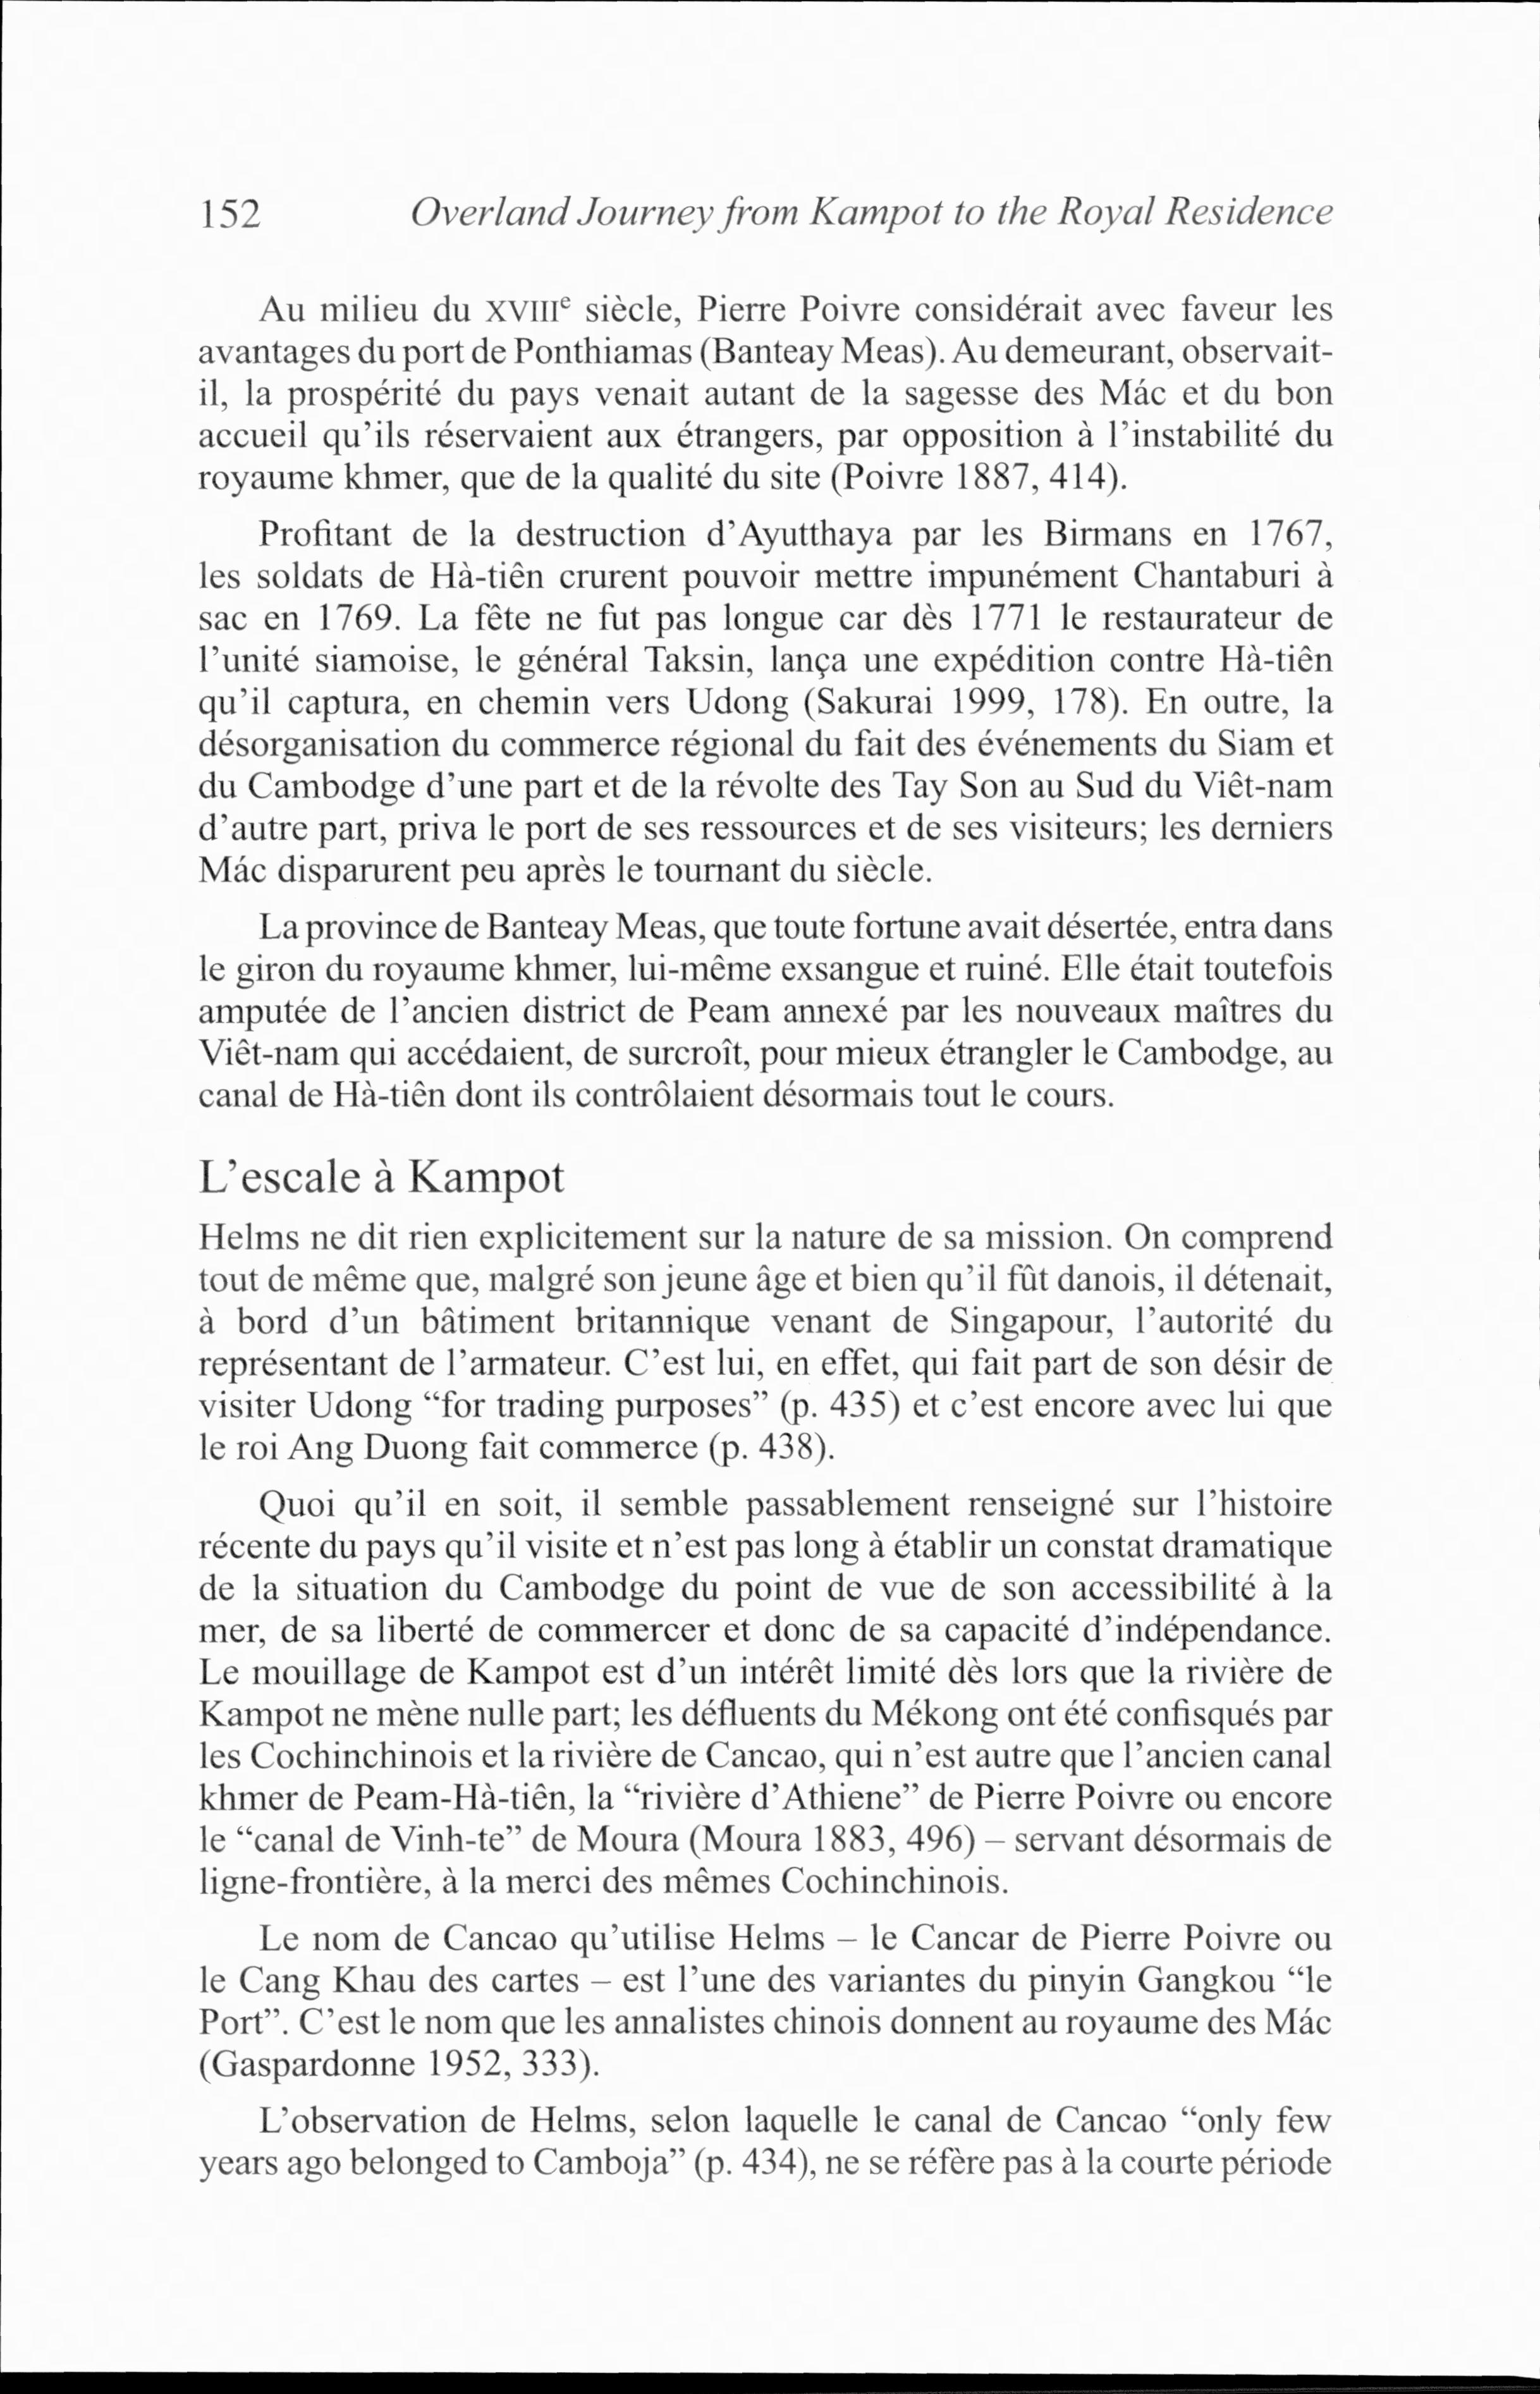 152 Overland Journey from Kampot to the Royal Residence
Au milieu du XVIIIe siècle, Pierre Poivre considérait avec faveur les
avantages du port de Ponthiamas (Banteay Meas). Au demeurant, observait-
il, la prospérité du pays venait autant de la sagesse des Mác et du bon
accueil qu’ils réservaient aux étrangers, par opposition à l’instabilité du
royaume khmer, que de la qualité du site (Poivre 1887, 414).
Profitant de la destruction d’Ayutthaya par les Birmans en 1767,
les soldats de Hà-tiên crurent pouvoir mettre impunément Chantaburi à
sac en 1769. La fête ne fut pas longue car dès 1771 le restaurateur de
l’unité siamoise, le général Taksin, lança une expédition contre Hà-tiên
qu’il captura, en chemin vers Udong (Sakurai 1999, 178). En outre, la
désorganisation du commerce régional du fait des événements du Siam et
du Cambodge d’une part et de la révolte des Tay Son au Sud du Viêt-nam
d’autre part, priva le port de ses ressources et de ses visiteurs; les derniers
Mác disparurent peu après le tournant du siècle.
La province de Banteay Meas, que toute fortune avait désertée, entra dans
le giron du royaume khmer, lui-même exsangue et ruiné. Elle était toutefois
amputée de l’ancien district de Peam annexé par les nouveaux maîtres du
Viêt-nam qui accédaient, de surcroît, pour mieux étrangler le Cambodge, au
canal de Hà-tiên dont ils contrôlaient désormais tout le cours.
L’escale à Kampot
Helms ne dit rien explicitement sur la nature de sa mission. On comprend
tout de même que, malgré son jeune âge et bien qu’il fût danois, il détenait,
à bord d’un bâtiment britannique venant de Singapour, l’autorité du
représentant de l’armateur. C’est lui, en effet, qui fait part de son désir de
visiter Udong “for trading purposes” (p. 435) et c’est encore avec lui que
le roi Ang Duong fait commerce (p. 438).
Quoi qu’il en soit, il semble passablement renseigné sur l’histoire
récente du pays qu’il visite et n’est pas long à établir un constat dramatique
de la situation du Cambodge du point de vue de son accessibilité à la
mer, de sa liberté de commercer et donc de sa capacité d’indépendance.
Le mouillage de Kampot est d’un intérêt limité dès lors que la rivière de
Kampot ne mène nulle part; les défluents du Mékong ont été confisqués par
les Cochinchinois et la rivière de Cancao, qui n’est autre que l’ancien canal
khmer de Peam-Hà-tiên, la “rivière d’Athiene” de Pierre Poivre ou encore
le “canal de Vinh-te” de Moura (Moura 1883, 496) – servant désormais de
ligne-frontière, à la merci des mêmes Cochinchinois.
Le nom de Cancao qu’utilise Helms – le Cancar de Pierre Poivre ou
le Cang Khau des cartes – est l’une des variantes du pinyin Gangkou “le
Port”. C’est le nom que les annalistes chinois donnent au royaume des Mác
(Gaspardonne 1952, 333).
L’observation de Helms, selon laquelle le canal de Cancao “only few
years ago belonged to Camboja” (p. 434), ne se réfère pas à la courte période